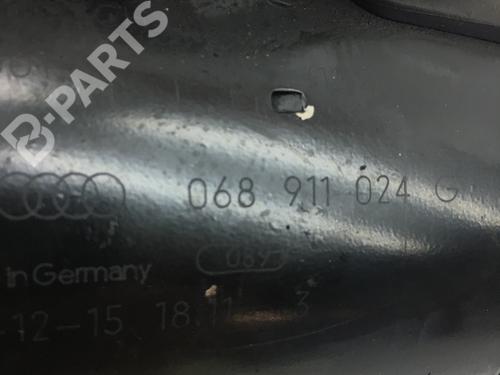 B-PARTS
068 911 024 G
089
in Germany
-12-15 18:11 3